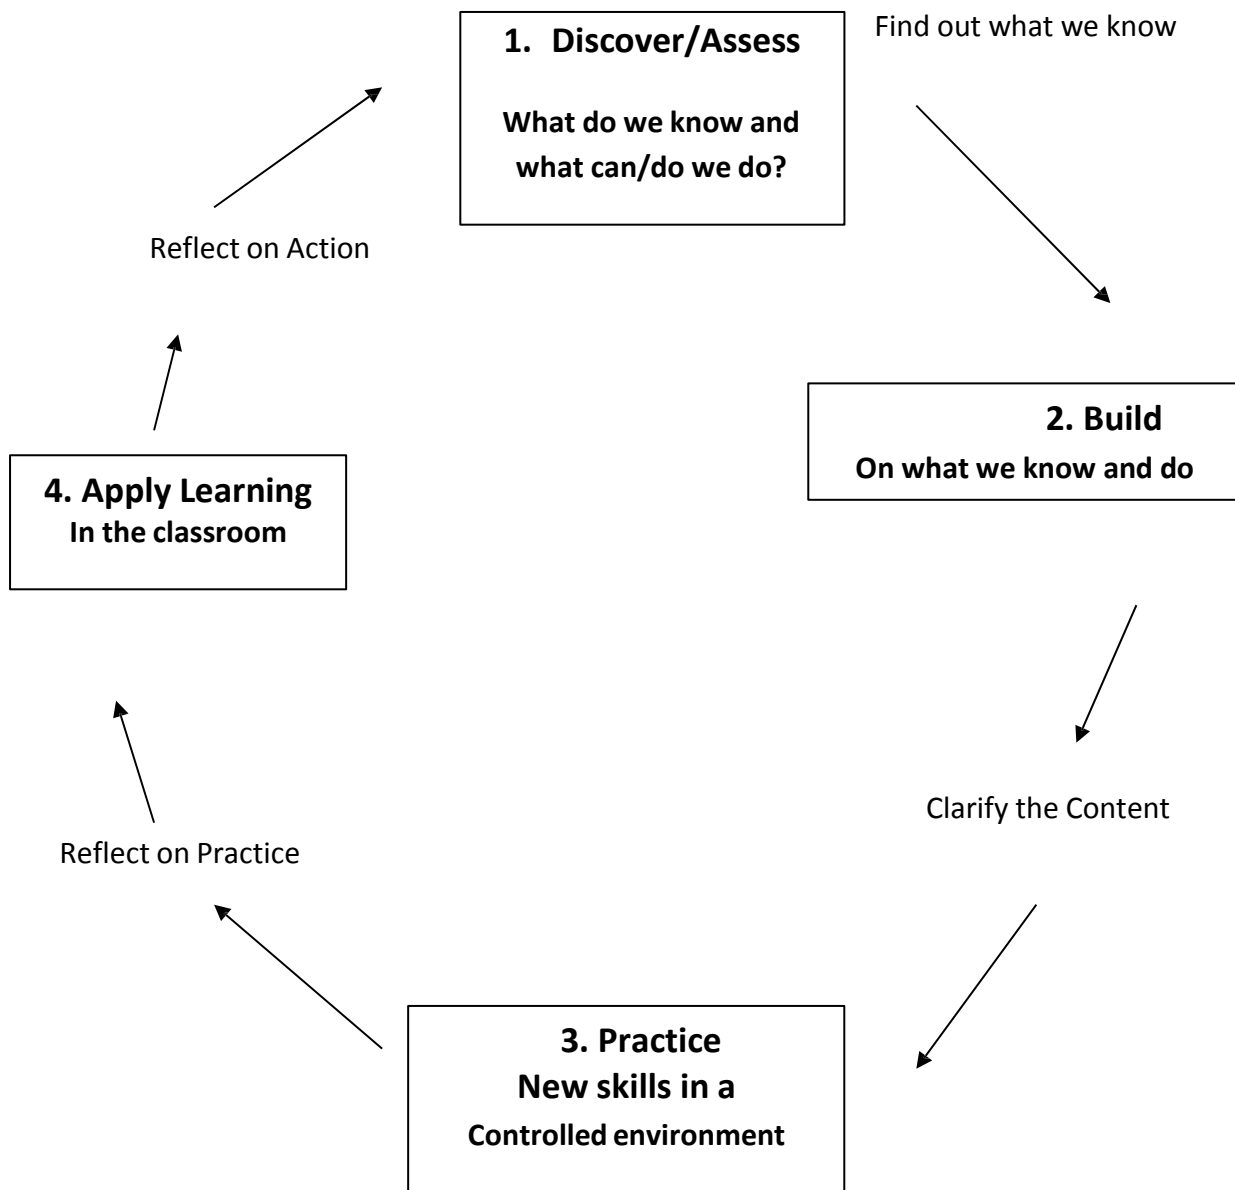 1. Discover/Assess
What do we know and
what can/do we do?
Find out what we know
2. Build
On what we know and do
Clarify the Content
3. Practice
New skills in a
Controlled environment
Reflect on Practice
4. Apply Learning
In the classroom
Reflect on Action